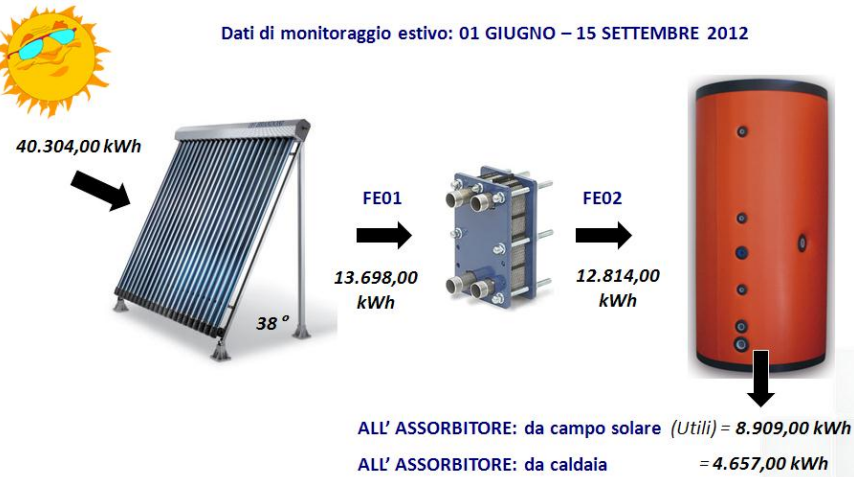 Dati di monitoraggio estivo: 01 GIUGNO – 15 SETTEMBRE 2012
40.304,00 kWh
FE01
FE02
13.698,00
kWh
12.814,00
kWh
38 °
ALL' ASSORBITORE: da campo solare (Utili) = 8.909,00 kWh
ALL' ASSORBITORE: da caldaia = 4.657,00 kWh